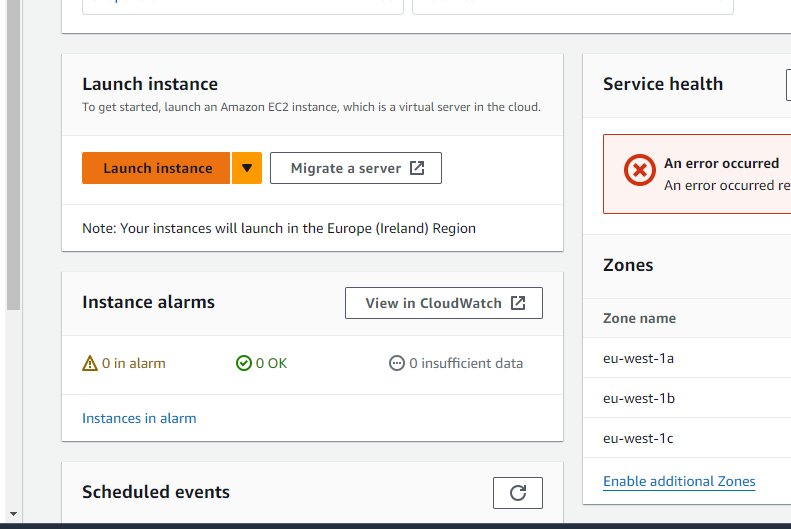 Launch instance
To get started, launch an Amazon EC2 instance, which is a virtual server in the cloud.
Launch instance
Migrate a server
Note: Your instances will launch in the Europe (Ireland) Region
Instance alarms
View in CloudWatch
0 in alarm
0 OK
0 insufficient data
Instances in alarm
Scheduled events
Service health
An error occurred
An error occurred
Zones
Zone name
eu-west-1a
eu-west-1b
eu-west-1c
Enable additional Zones